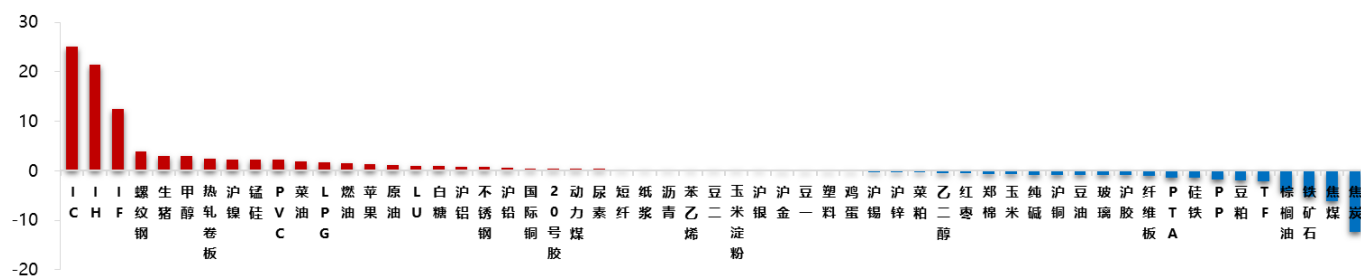 30
20
10
0
-10
-20
IC
IH
IF
螺纹钢
生猪
甲醇
热轧卷板
沪镍
锰硅
PVC
菜油
LPG
燃油
苹果
原油
LU
白糖
沪铝
不锈钢
沪铅
国际铜
20号胶
动力煤
尿素
短纤
纸浆
沥青
苯乙烯
豆二
玉米淀粉
沪银
沪金
豆一
塑料
鸡蛋
沪锡
沪锌
菜粕
乙二醇
红枣
郑棉
玉米
纯碱
沪铜
豆油
玻璃
沪胶
纤维板
PTA
硅铁
PP
豆粕
TF
棕榈油
铁矿石
焦煤
焦炭